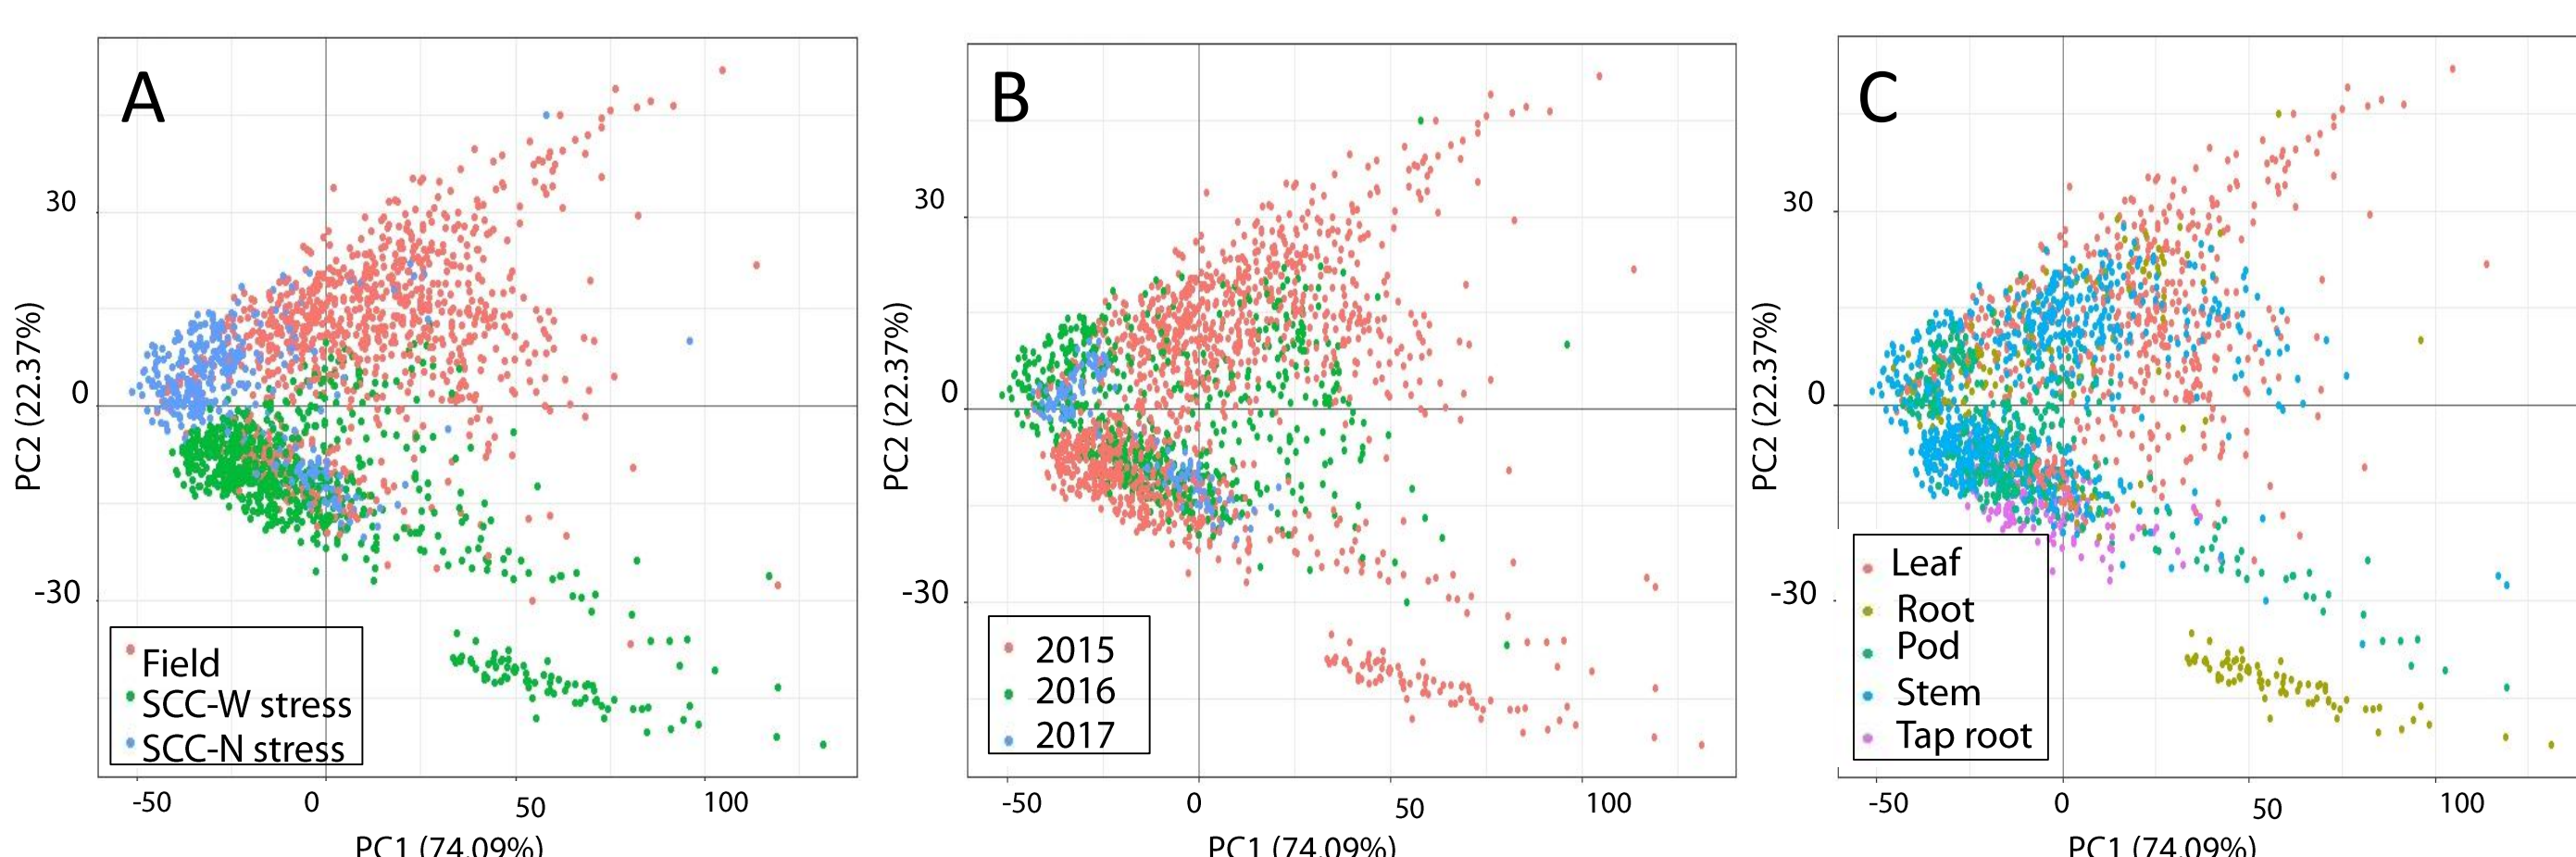 A
30
0
-30
PC2 (22.37%)
Field
SCC-W stress
SCC-N stress
-50
0
50
100
PC1 (74.09%)
B
30
0
-30
PC2 (22.37%)
2015
2016
2017
-50
0
50
100
PC1 (74.09%)
C
30
0
-30
PC2 (22.37%)
Leaf
Root
Pod
Stem
Tap root
-50
0
50
100
PC1 (74.09%)